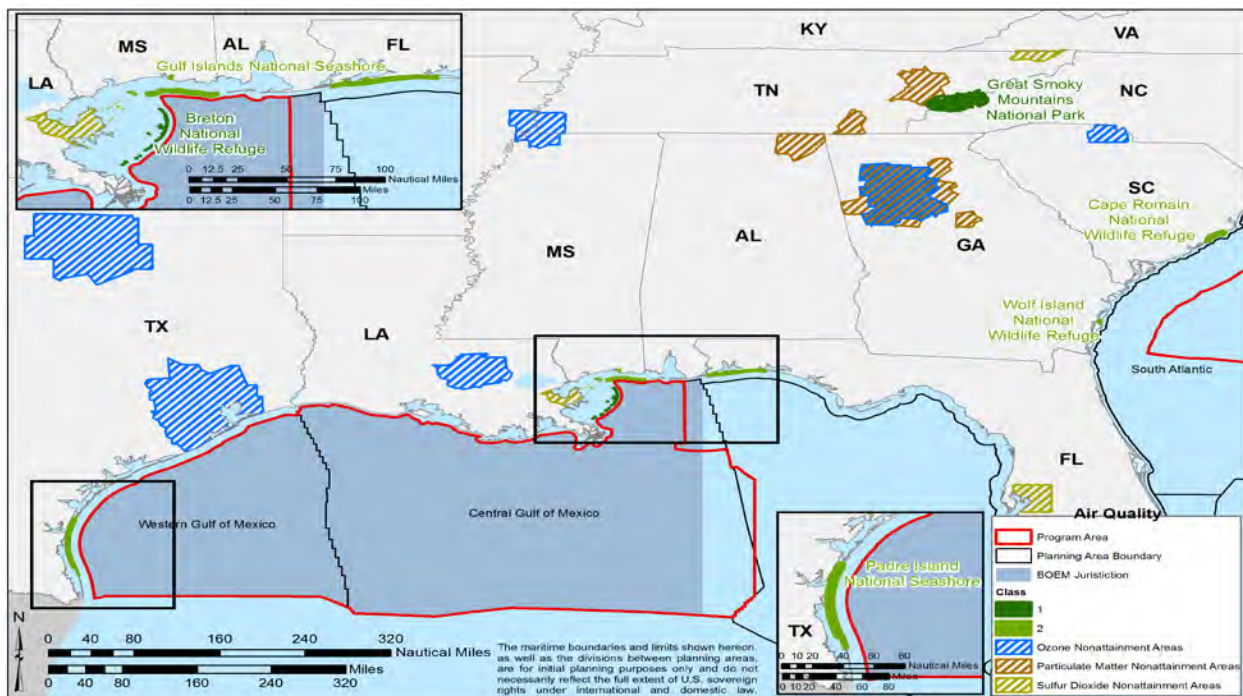 MS
AL
FL
Gulf Islands National Seashore
LA
Breton
National
Wildlife Refuge
0 12.5 25 50 75 100
Nautical Miles
Miles
0 12.5 25 50 75 100
KY
VA
TN
Great Smoky
Mountains
National Park
NC
SC
Cape Romain
National
Wildlife Refuge
MS
AL
GA
TX
LA
Wolf Island
National
Wildlife Refuge
South Atlantic
FL
Western Gulf of Mexico
Central Gulf of Mexico
Padre Island
National Seashore
TX
0 10 20 40 60 80
Nautical Miles
Miles
0 10 20 40 60 80
Air Quality
Program Area
Planning Area Boundary
BOEM Juristiction
Class
1
2
Ozone Nonattainment Areas
Particulate Matter Nonattainment Areas
Sulfur Dioxide Nonattainment Areas
N
0 40 80 160 240 320
Nautical Miles
Miles
0 40 80 160 240 320
The maritime boundaries and limits shown hereon,
as well as the divisions between planning areas,
are for initial planning purposes only and do not
necessarily reflect the full extent of U.S. sovereign
rights under international and domestic law.